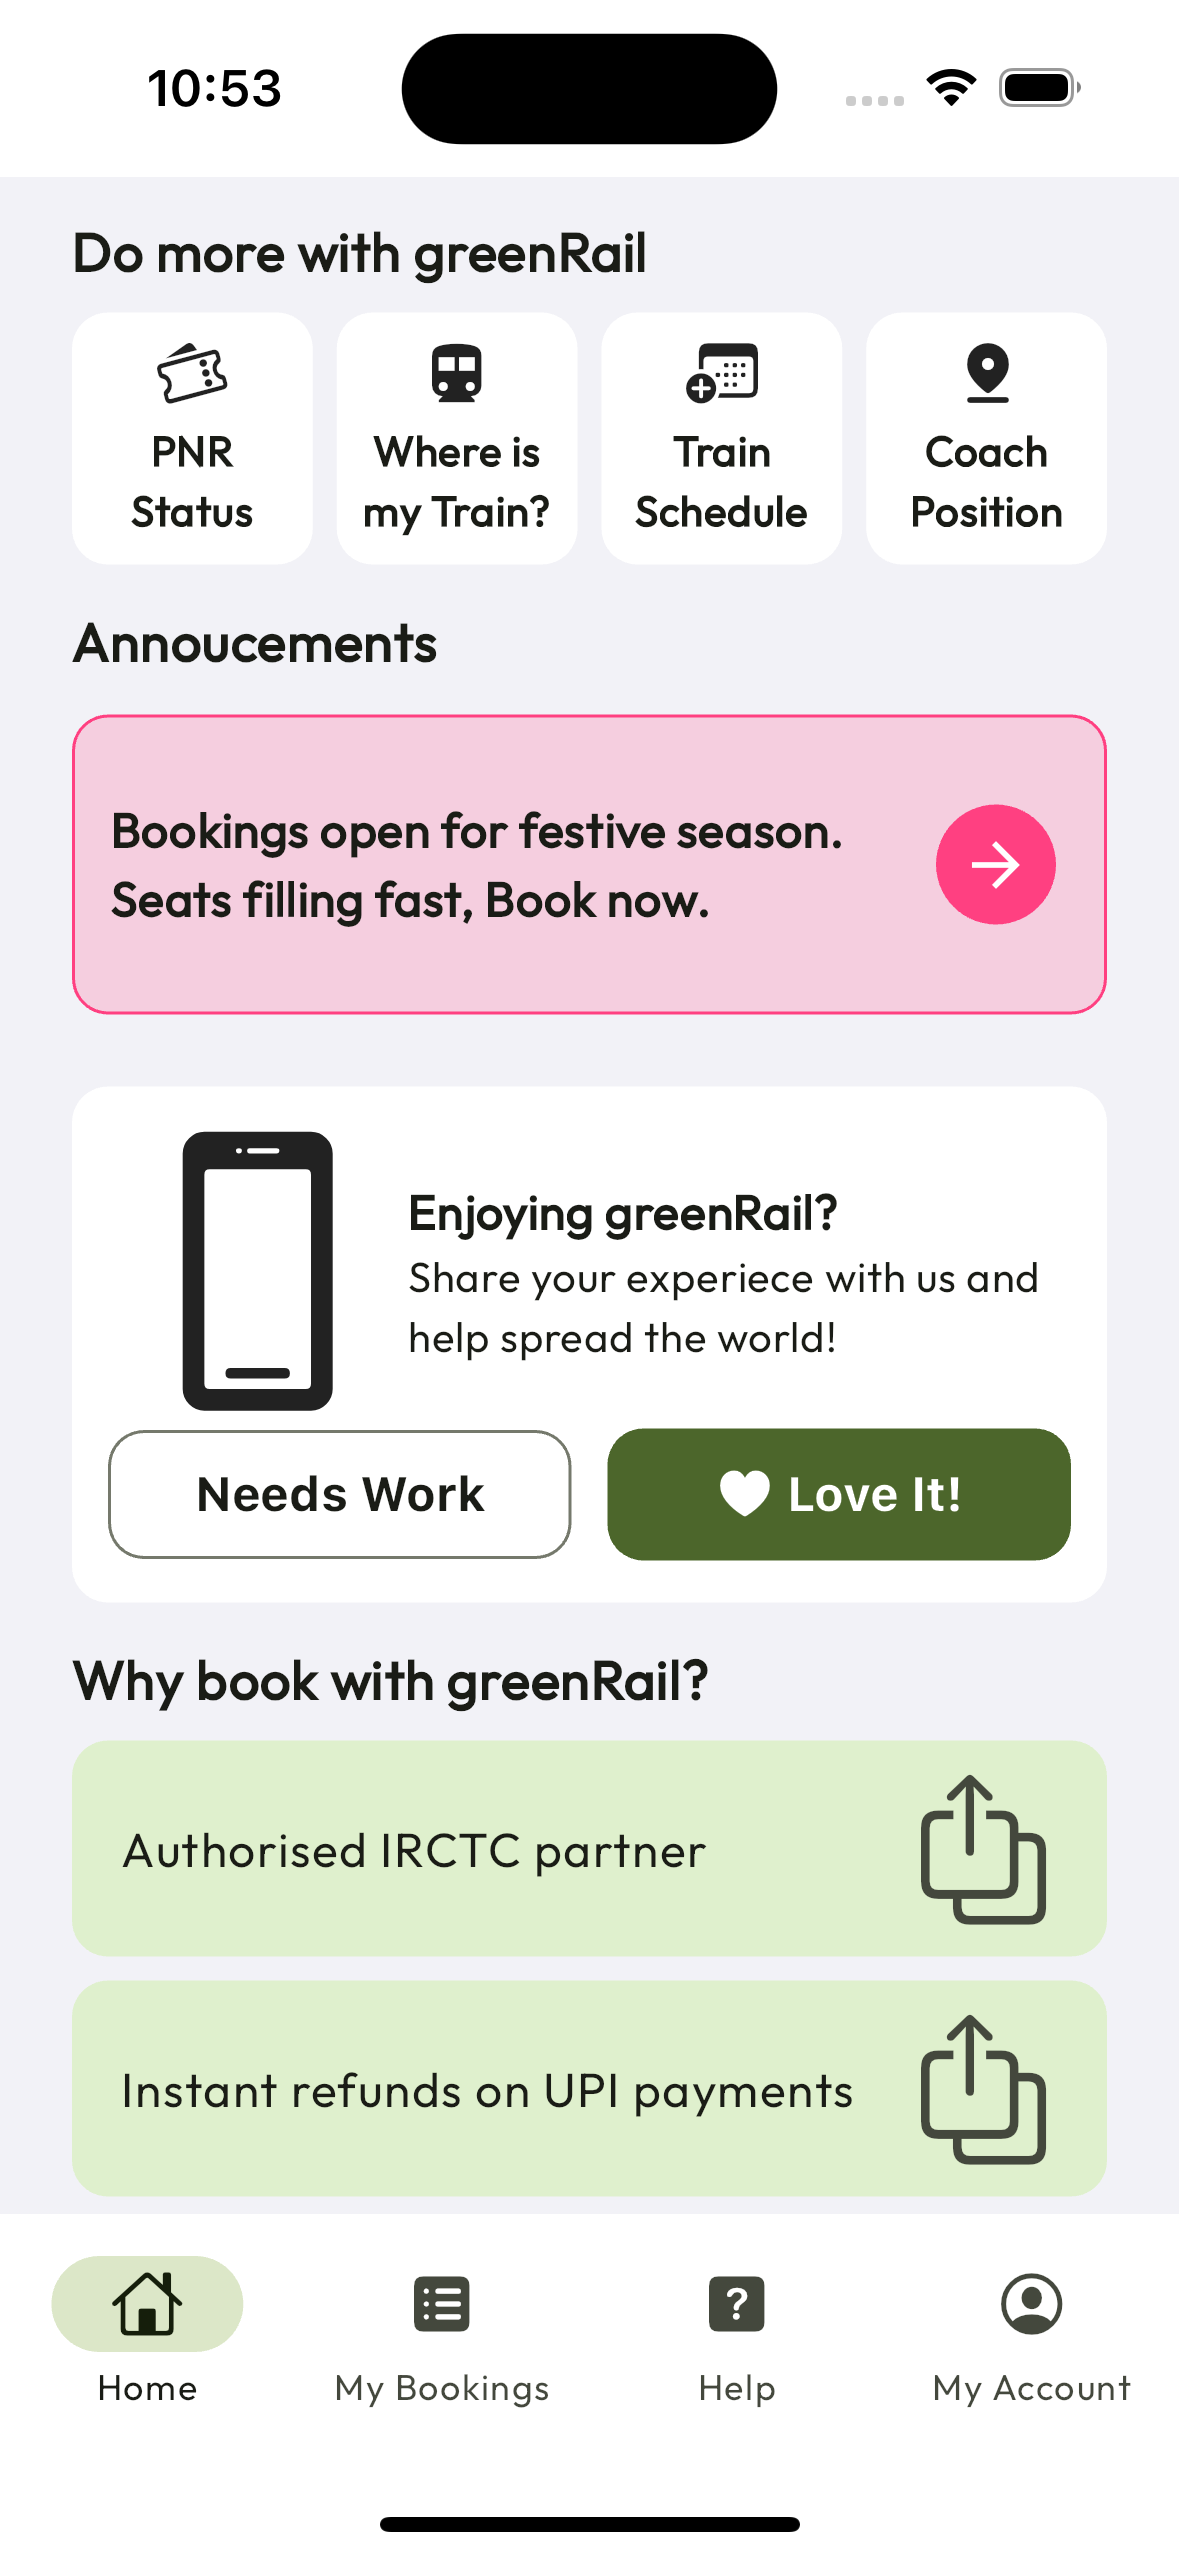 10:53
Do more with greenRail
PNR
Status
Where is
my Train?
Train
Schedule
Coach
Position
Annoucements
Bookings open for festive season.
Seats filling fast, Book now.
Enjoying greenRail?
Share your experiece with us and
help spread the world!
Needs Work
Love It!
Why book with greenRail?
Authorised IRCTC partner
Instant refunds on UPI payments
Home
My Bookings
Help
My Account